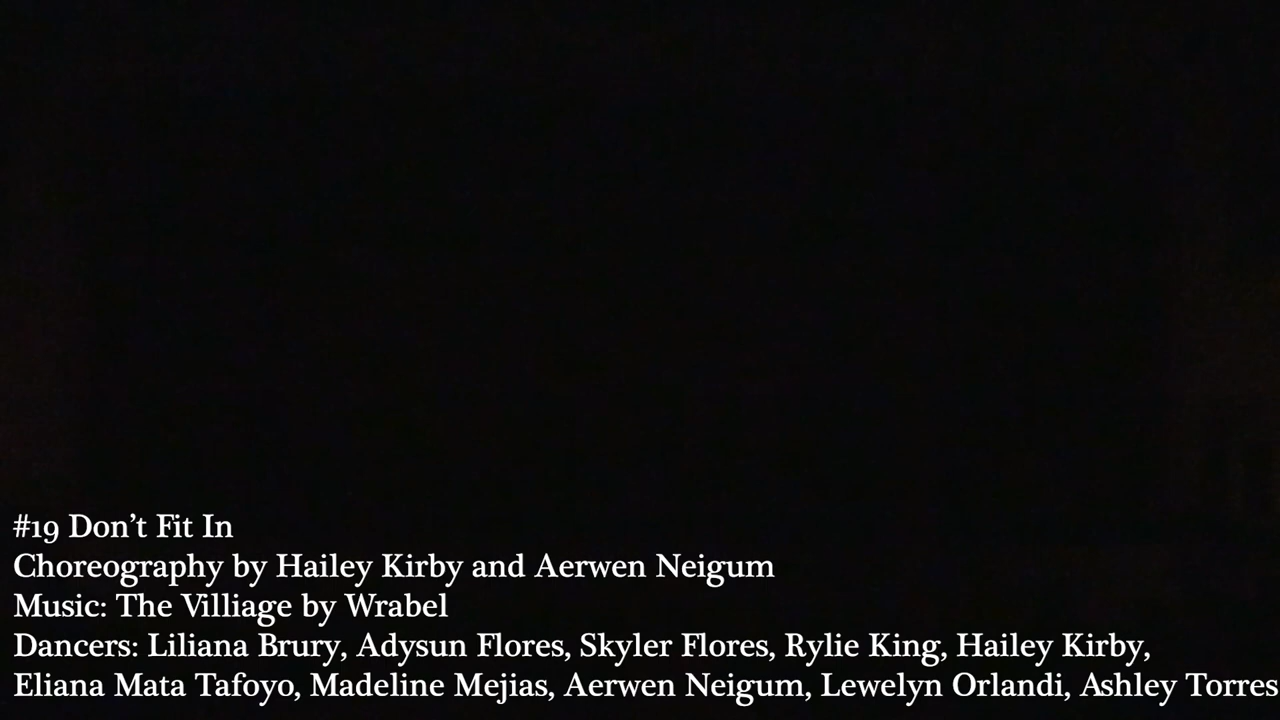 #19 Don’t Fit In
Choreography by Hailey Kirby and Aerwen Neigum
Music: The Villiage by Wrabel
Dancers: Liliana Brury, Adysun Flores, Skyler Flores, Rylie King, Hailey Kirby,
Eliana Mata Tafoyo, Madeline Mejias, Aerwen Neigum, Lewelyn Orlandi, Ashley Torres